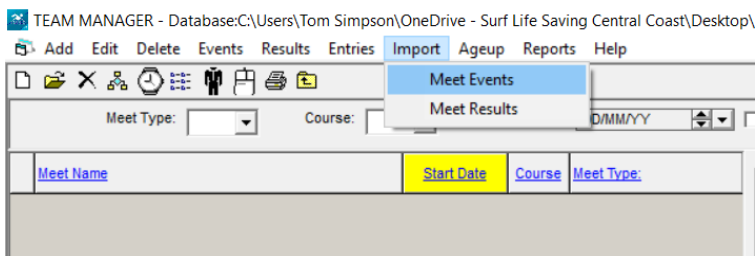 TEAM MANAGER - Database:C:\Users\Tom Simpson\OneDrive - Surf Life Saving Central Coast\Desktop\
Add Edit Delete Events Results Entries Import Ageup Reports Help
Meet Events
Meet Results
Meet Type: Course: D/MM/YY
Meet Name Start Date Course Meet Type: